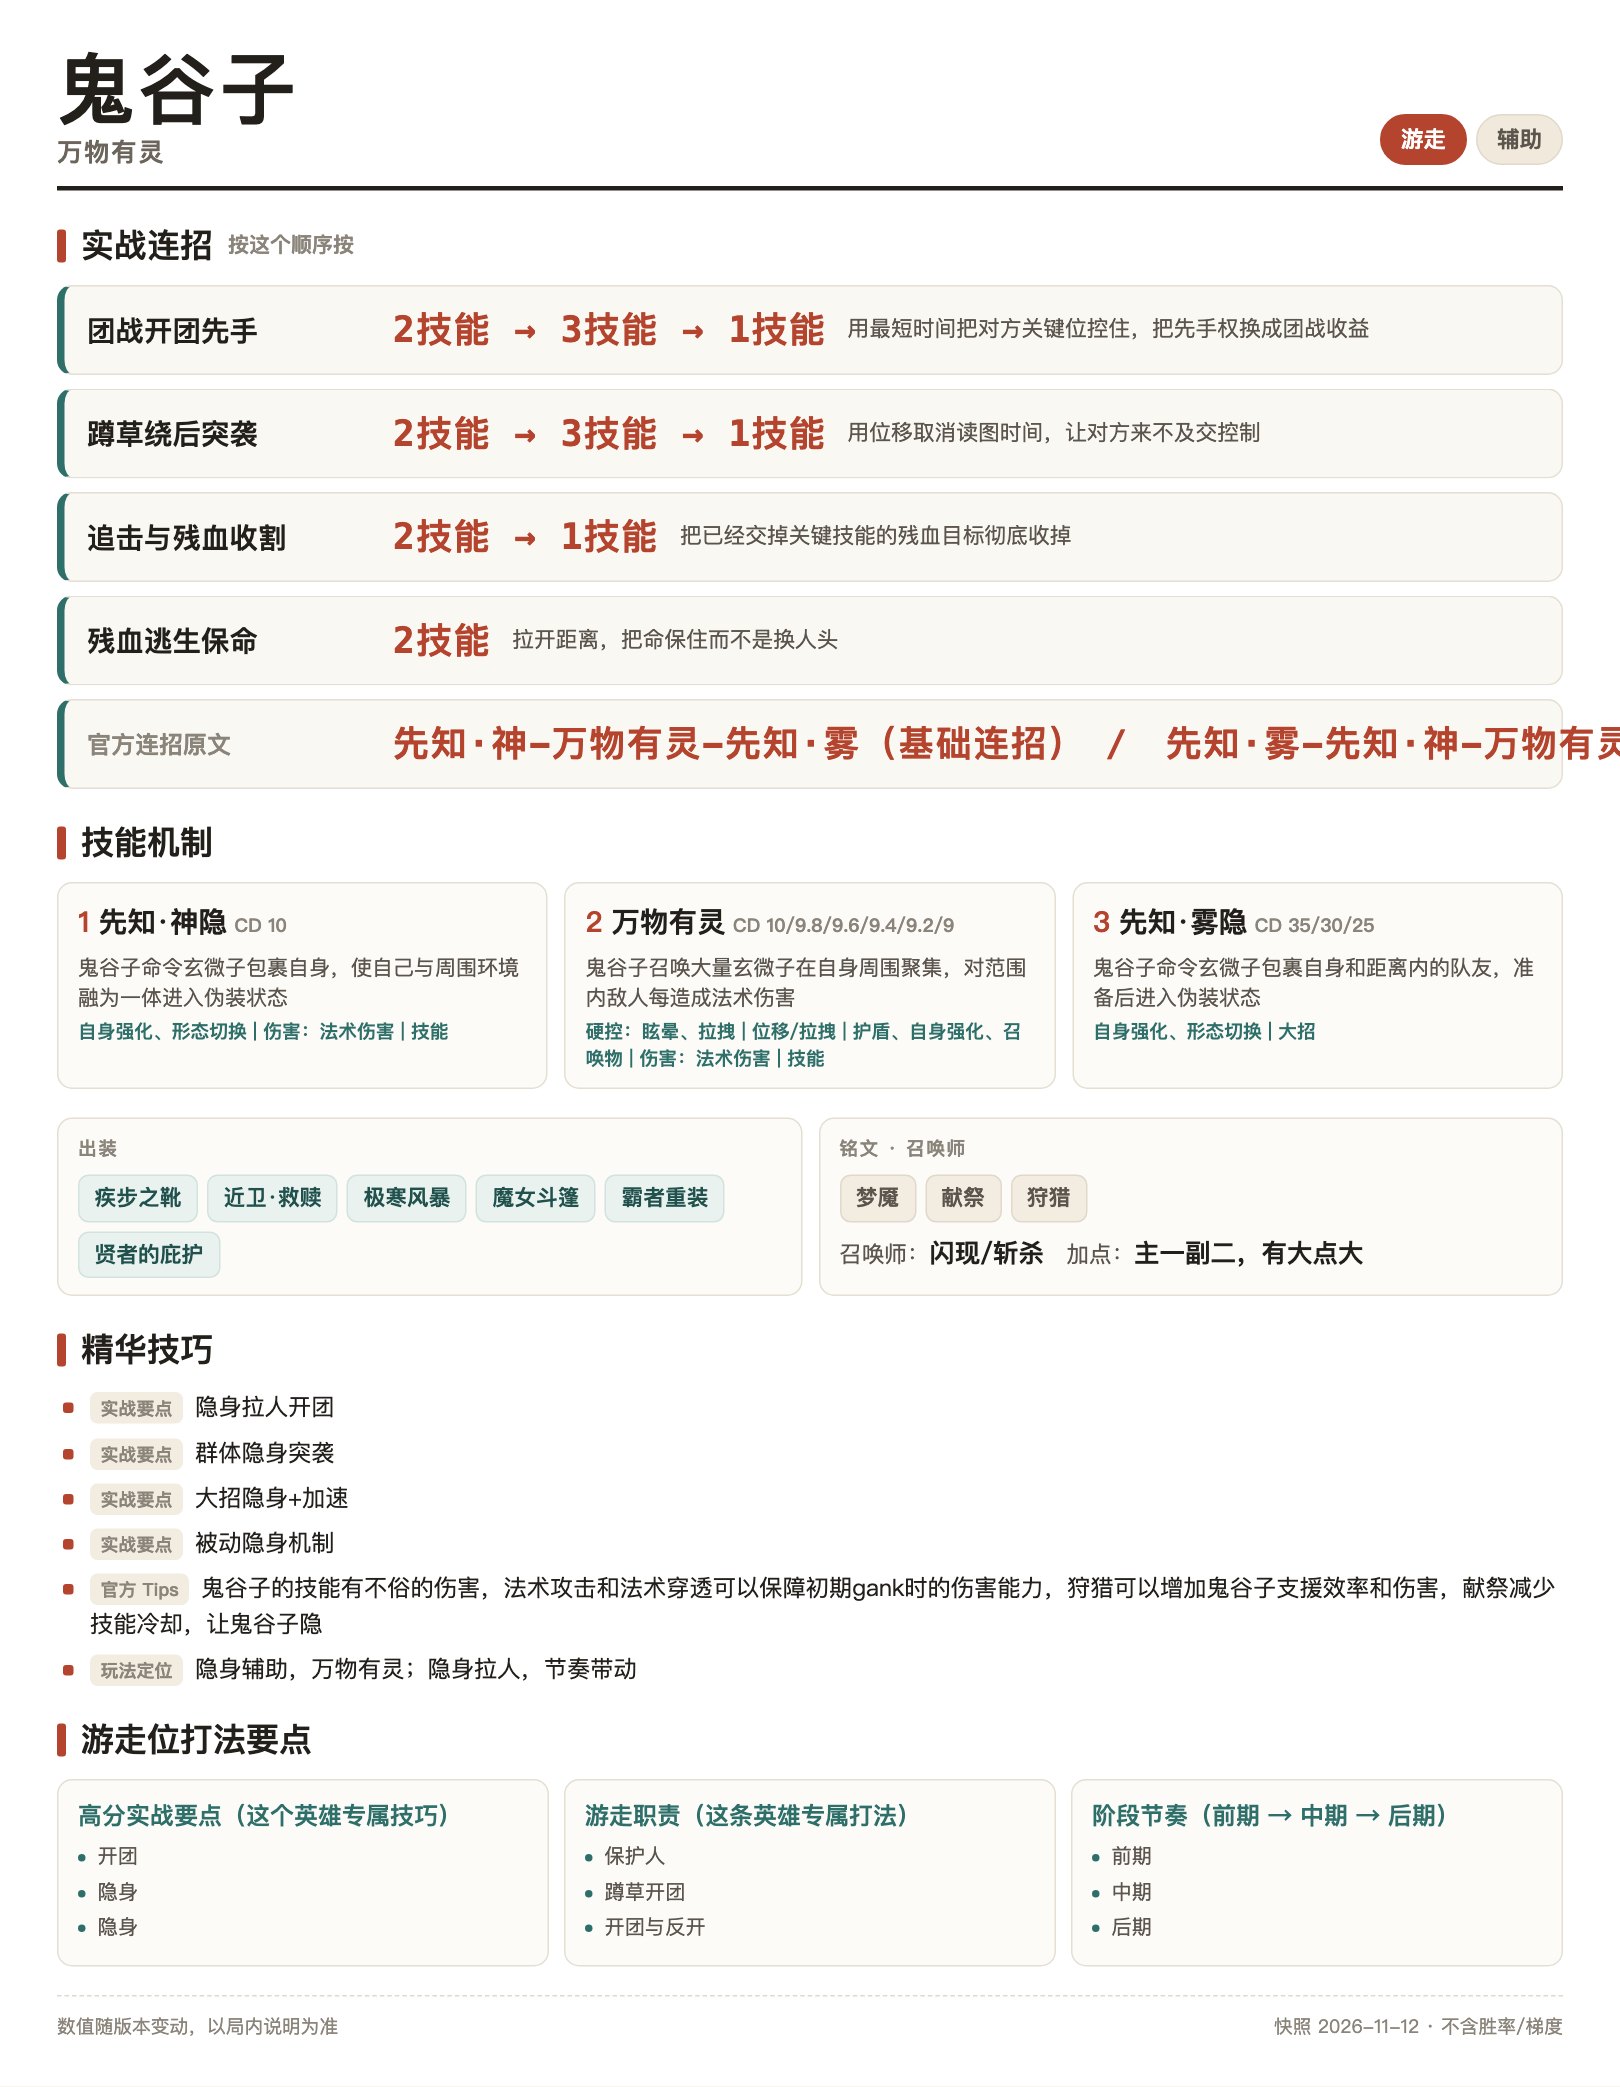 鬼谷子
万物有灵
游走 辅助
实战连招 按这个顺序按
团战开团先手 2技能 → 3技能 → 1技能 用最短时间把对方关键位控住，把先手权换成团战收益
蹲草绕后突袭 2技能 → 3技能 → 1技能 用位移取消读图时间，让对方来不及交控制
追击与残血收割 2技能 → 1技能 把已经交掉关键技能的残血目标彻底收掉
残血逃生保命 2技能 拉开距离，把命保住而不是换人头
官方连招原文 先知·神–万物有灵–先知·雾（基础连招） / 先知·雾–先知·神–万物有灵
技能机制
1 先知·神隐 CD 10
鬼谷子命令玄微子包裹自身，使自己与周围环境
融为一体进入伪装状态
自身强化、形态切换 | 伤害：法术伤害 | 技能
2 万物有灵 CD 10/9.8/9.6/9.4/9.2/9
鬼谷子召唤大量玄微子在自身周围聚集，对范围
内敌人每造成法术伤害
硬控：眩晕、拉拽 | 位移/拉拽 | 护盾、自身强化、召
唤物 | 伤害：法术伤害 | 技能
3 先知·雾隐 CD 35/30/25
鬼谷子命令玄微子包裹自身和距离内的队友，准
备后进入伪装状态
自身强化、形态切换 | 大招
出装
疾步之靴 近卫·救赎 极寒风暴 魔女斗篷 霸者重装
贤者的庇护
铭文 · 召唤师
梦魇 献祭 狩猎
召唤师：闪现/斩杀 加点：主一副二，有大点大
精华技巧
实战要点 隐身拉人开团
实战要点 群体隐身突袭
实战要点 大招隐身+加速
实战要点 被动隐身机制
官方 Tips 鬼谷子的技能有不俗的伤害，法术攻击和法术穿透可以保障初期gank时的伤害能力，狩猎可以增加鬼谷子支援效率和伤害，献祭减少
技能冷却，让鬼谷子隐
玩法定位 隐身辅助，万物有灵；隐身拉人，节奏带动
游走位打法要点
高分实战要点（这个英雄专属技巧）
开团
隐身
隐身
游走职责（这条英雄专属打法）
保护人
蹲草开团
开团与反开
阶段节奏（前期 → 中期 → 后期）
前期
中期
后期
数值随版本变动，以局内说明为准
快照 2026–11–12 · 不含胜率/梯度